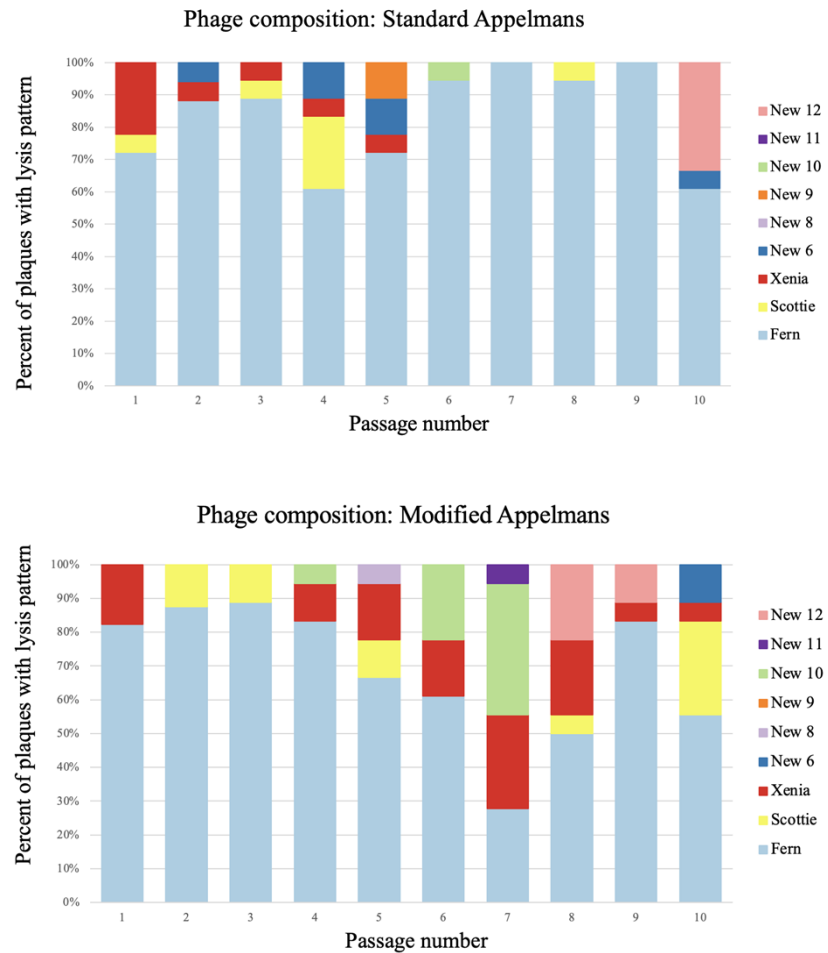 Phage composition: Standard Appelmans
Percent of plaques with lysis pattern
100%
90%
80%
70%
60%
50%
40%
30%
20%
10%
0%
1 2 3 4 5 6 7 8 9 10
Passage number
New 12
New 11
New 10
New 9
New 8
New 6
Xenia
Scottie
Fern
Phage composition: Modified Appelmans
Percent of plaques with lysis pattern
100%
90%
80%
70%
60%
50%
40%
30%
20%
10%
0%
1 2 3 4 5 6 7 8 9 10
Passage number
New 12
New 11
New 10
New 9
New 8
New 6
Xenia
Scottie
Fern